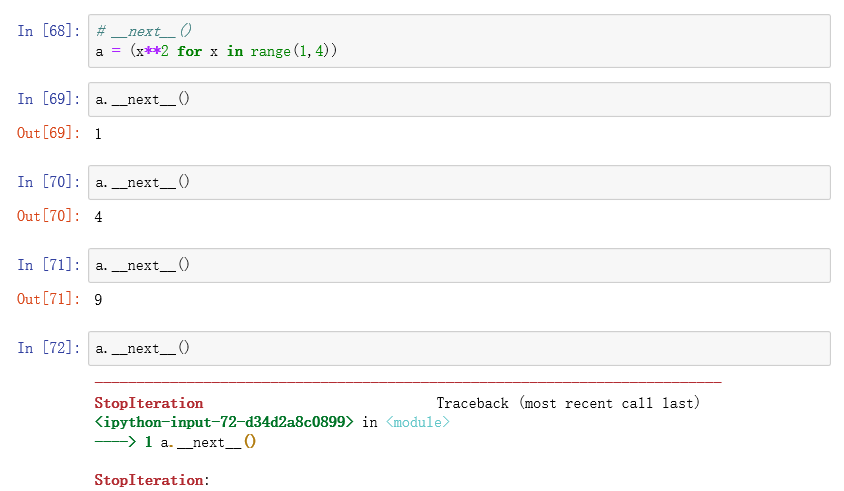 In [68]: # __next__()
a = (x**2 for x in range(1,4))
In [69]: a.__next__()
Out[69]: 1
In [70]: a.__next__()
Out[70]: 4
In [71]: a.__next__()
Out[71]: 9
In [72]: a.__next__()
---------------------------------------------------------------------------
StopIteration                             Traceback (most recent call last)
<ipython-input-72-d34d2a8c0899> in <module>
----> 1 a.__next__()
StopIteration: